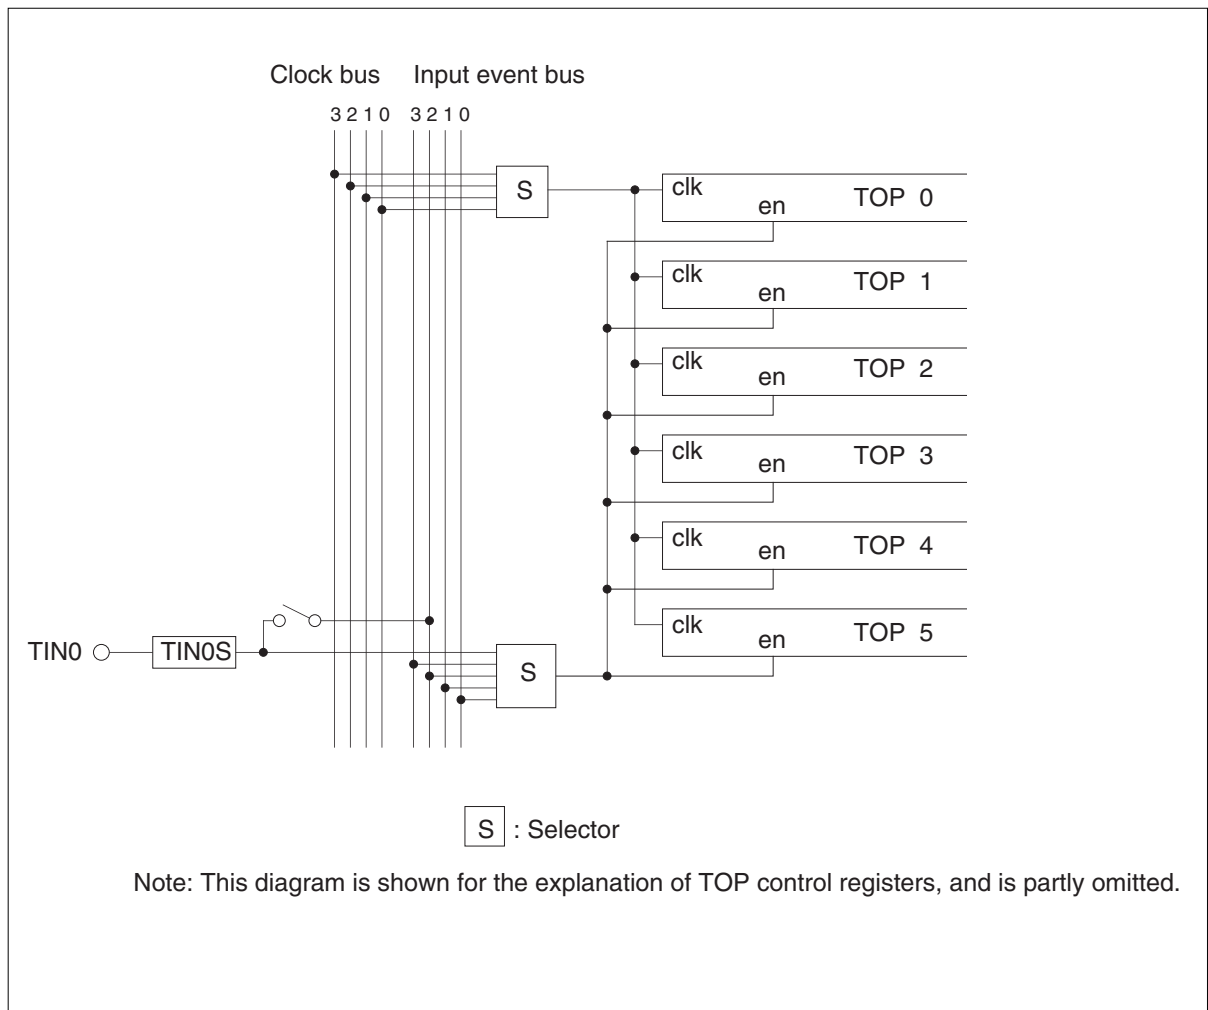 Clock bus Input event bus
3 2 1 0 3 2 1 0
S
clk en TOP 0
clk en TOP 1
clk en TOP 2
clk en TOP 3
clk en TOP 4
clk en TOP 5
TIN0 TIN0S
S
S : Selector
Note: This diagram is shown for the explanation of TOP control registers, and is partly omitted.